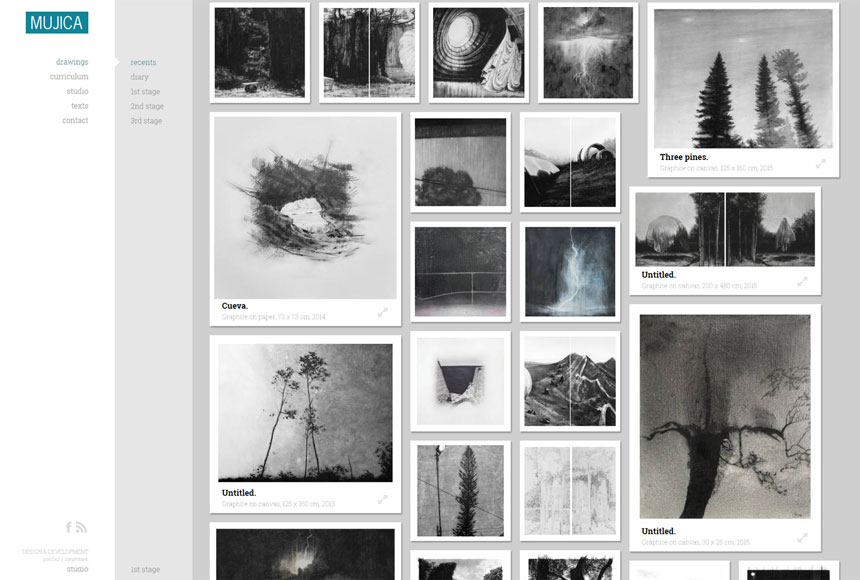 MUJICA
drawings
curriculum
studio
texts
contact
recents
diary
1st stage
2nd stage
3rd stage
Three pines.
Graphite on canvas, 125 x 160 cm, 2015.
Cueva.
Graphite on paper, 73 x 73 cm, 2014.
Untitled.
Graphite on canvas, 200 x 480 cm, 2015.
Untitled.
Graphite on canvas, 125 x 160 cm, 2013.
Untitled.
Graphite on canvas, 30 x 25 cm, 2015.
DESIGN & DEVELOPMENT
studio
1st stage